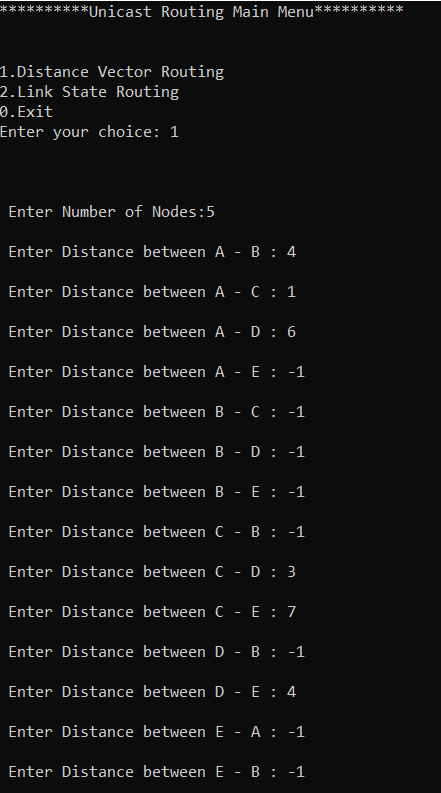 **********Unicast Routing Main Menu**********
1.Distance Vector Routing
2.Link State Routing
0.Exit
Enter your choice: 1
Enter Number of Nodes:5
Enter Distance between A - B : 4
Enter Distance between A - C : 1
Enter Distance between A - D : 6
Enter Distance between A - E : -1
Enter Distance between B - C : -1
Enter Distance between B - D : -1
Enter Distance between B - E : -1
Enter Distance between C - B : -1
Enter Distance between C - D : 3
Enter Distance between C - E : 7
Enter Distance between D - B : -1
Enter Distance between D - E : 4
Enter Distance between E - A : -1
Enter Distance between E - B : -1